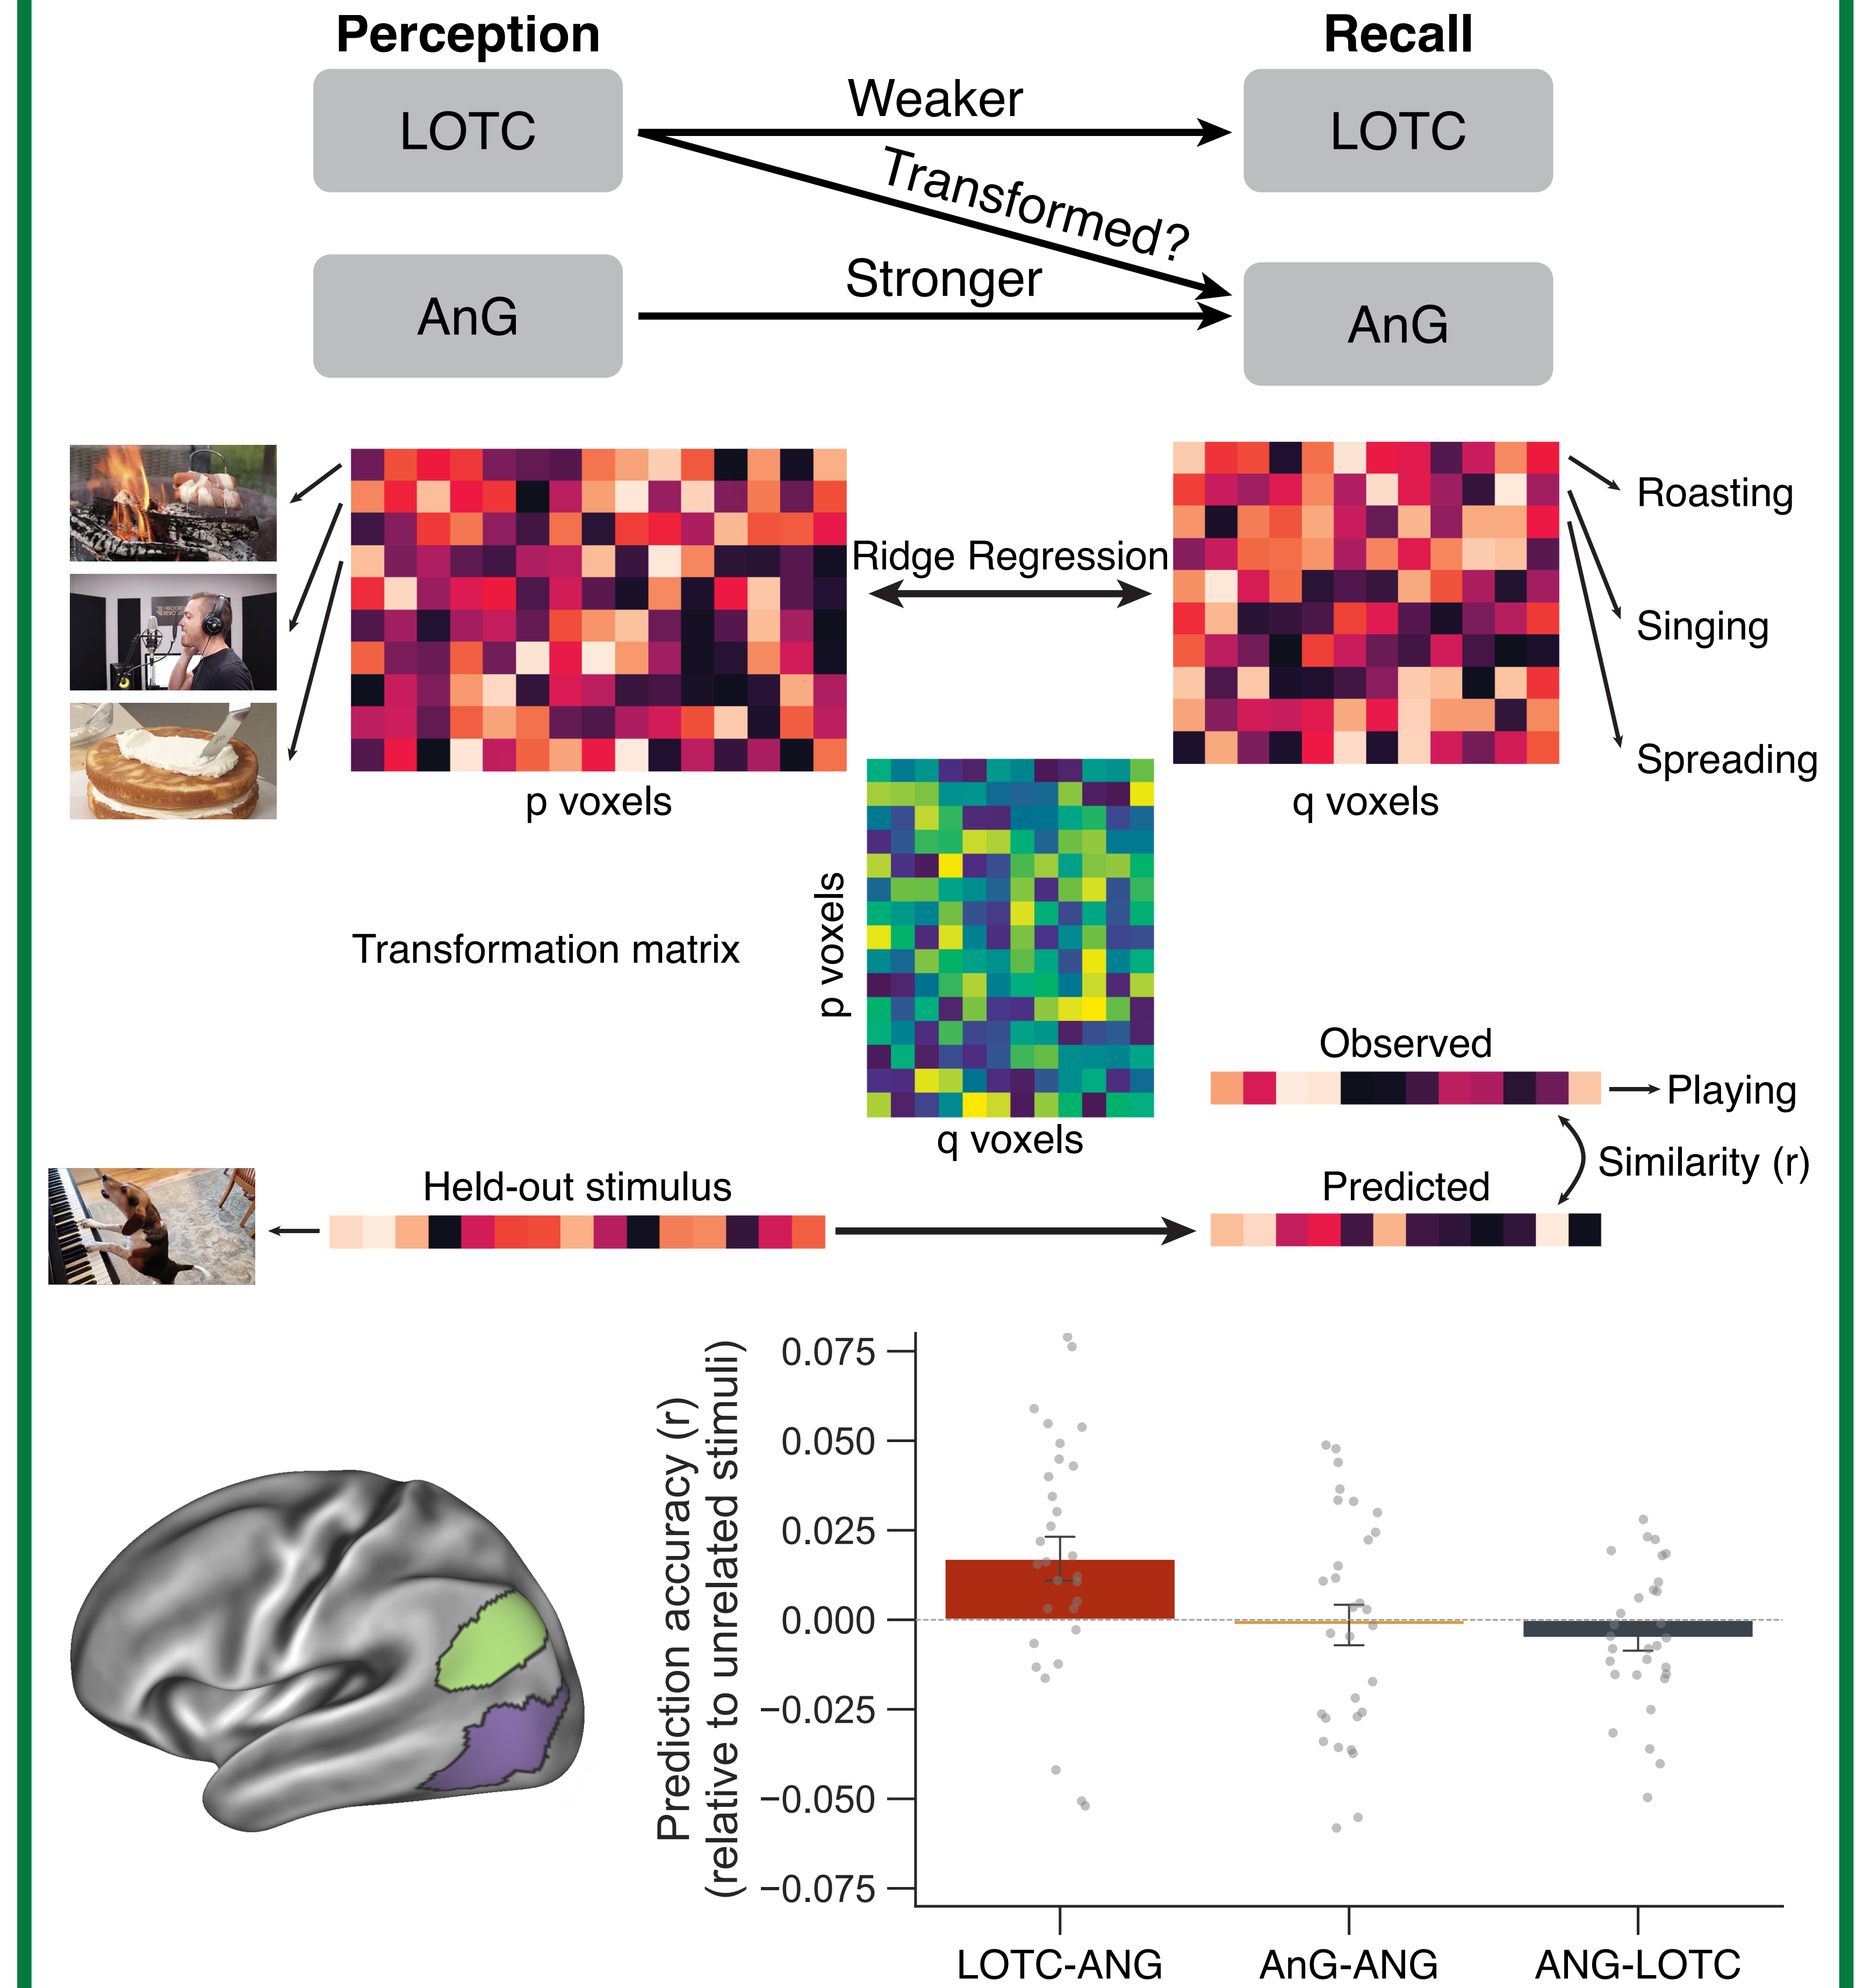 Perception
Recall
LOTC
Weaker
LOTC
Transformed?
AnG
Stronger
AnG
Ridge Regression
Roasting
Singing
Spreading
p voxels
q voxels
p voxels
Transformation matrix
q voxels
Observed
Playing
Similarity (r)
Held-out stimulus
Predicted
Prediction accuracy (r)
(relative to unrelated stimuli)
0.075
0.050
0.025
0.000
−0.025
−0.050
−0.075
LOTC-ANG
AnG-ANG
ANG-LOTC